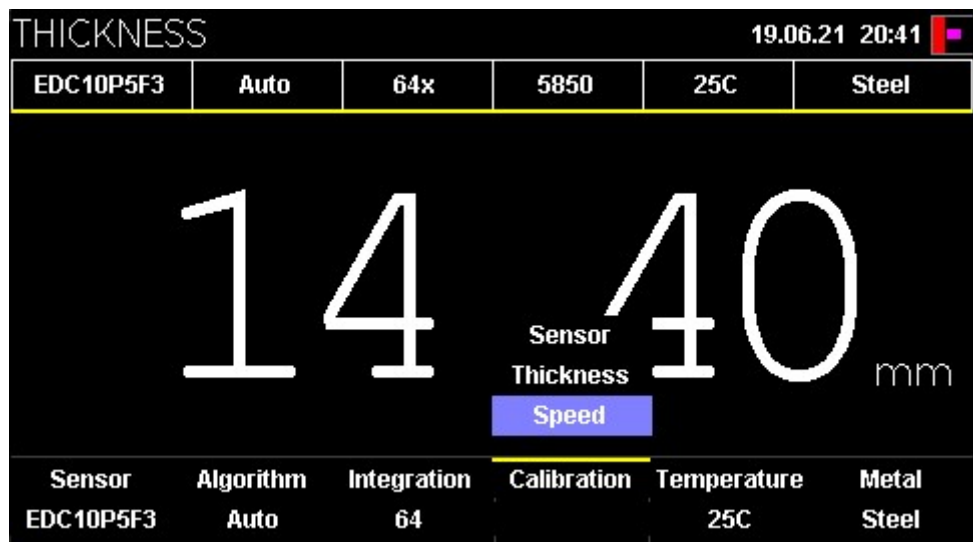 THICKNESS 19.06.21 20:41
EDC10P5F3 Auto 64x 5850 25C Steel
14 40 mm
Sensor
Thickness
Speed
Sensor Algorithm Integration Calibration Temperature Metal
EDC10P5F3 Auto 64 25C Steel